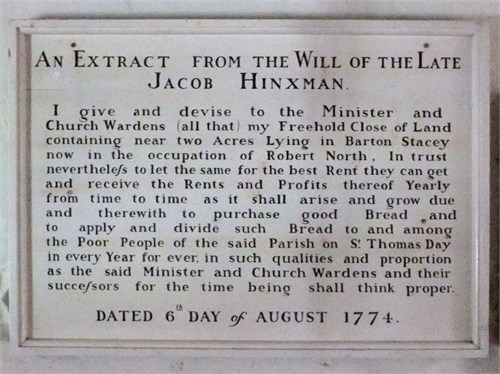 AN EXTRACT FROM THE WILL OF THE LATE
JACOB HINXMAN.
I give and devise to the Minister and
Church Wardens (all that) my Freehold Close of Land
containing near two Acres Lying in Barton Stacey
now in the occupation of Robert North, In trust
neverthelеſs to let the same for the best Rent they can get
and receive the Rents and Profits thereof Yearly
from time to time as it shall arise and grow due
and therewith to purchase good Bread and
to apply and divide such Bread to and among
the Poor People of the said Parish on St. Thomas Day
in every Year for ever, in such qualities and proportion
as the said Minister and Church Wardens and their
succeſsors for the time being shall think proper.
DATED 6th DAY of AUGUST 1774.